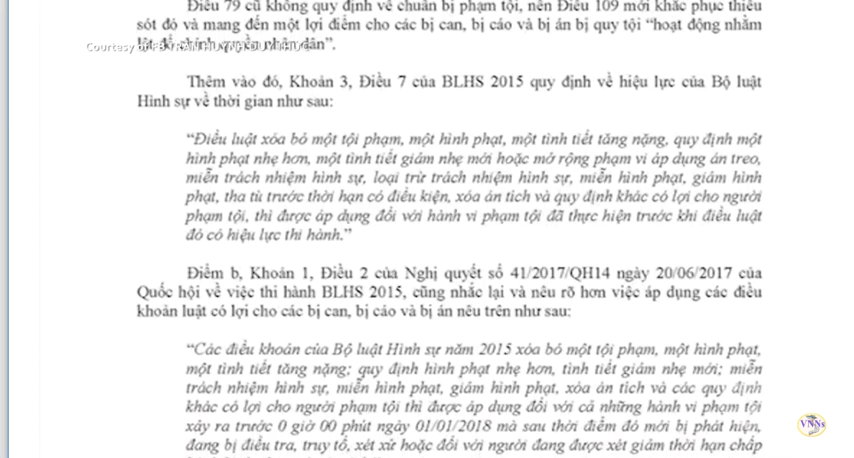 Điều 79 cũ không quy định về chuẩn bị phạm tội, nên Điều 109 mới khắc phục thiếu
sót đó và mang đến một lợi điểm cho các bị can, bị cáo và bị án bị quy tội “hoạt động nhằm
lật đổ chính quyền nhân dân”.
Courtesy of FB TRAN HUYNH DUY THUC
Thêm vào đó, Khoản 3, Điều 7 của BLHS 2015 quy định về hiệu lực của Bộ luật
Hình sự về thời gian như sau:
“Điều luật xóa bỏ một tội phạm, một hình phạt, một tình tiết tăng nặng, quy định một
hình phạt nhẹ hơn, một tình tiết giảm nhẹ mới hoặc mở rộng phạm vi áp dụng án treo,
miễn trách nhiệm hình sự, loại trừ trách nhiệm hình sự, miễn hình phạt, giảm hình
phạt, tha tù trước thời hạn có điều kiện, xóa án tích và quy định khác có lợi cho người
phạm tội, thì được áp dụng đối với hành vi phạm tội đã thực hiện trước khi điều luật
đó có hiệu lực thi hành.”
Điểm b, Khoản 1, Điều 2 của Nghị quyết số 41/2017/QH14 ngày 20/06/2017 của
Quốc hội về việc thi hành BLHS 2015, cũng nhắc lại và nêu rõ hơn việc áp dụng các điều
khoản luật có lợi cho các bị can, bị cáo và bị án nêu trên như sau:
“Các điều khoản của Bộ luật Hình sự năm 2015 xóa bỏ một tội phạm, một hình phạt,
một tình tiết tăng nặng; quy định hình phạt nhẹ hơn, tình tiết giảm nhẹ mới; miễn
trách nhiệm hình sự, miễn hình phạt, giảm hình phạt, xóa án tích và các quy định
khác có lợi cho người phạm tội thì được áp dụng đối với cả những hành vi phạm tội
xảy ra trước 0 giờ 00 phút ngày 01/01/2018 mà sau thời điểm đó mới bị phát hiện,
đang bị điều tra, truy tố, xét xử hoặc đối với người đang được xét giảm thời hạn chấp
VNNs